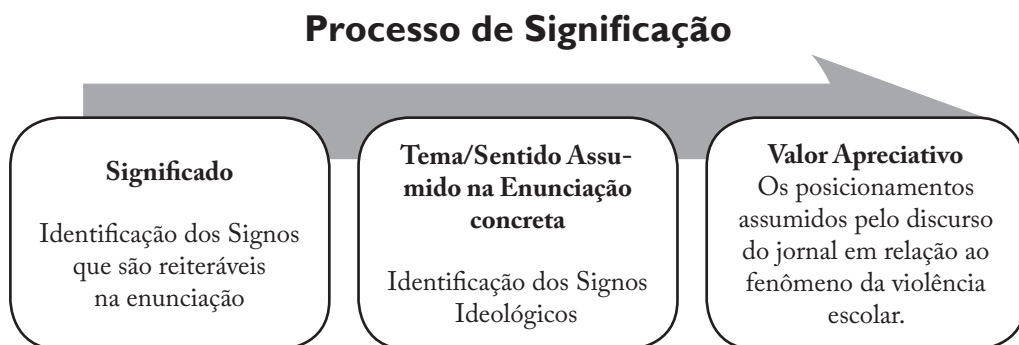 Processo de Significação
Significado
Identificação dos Signos
que são reiteráveis
na enunciação
Tema/Sentido Assu-
mido na Enunciação
concreta
Identificação dos Signos
Ideológicos
Valor Apreciativo
Os posicionamentos
assumidos pelo discurso
do jornal em relação ao
fenômeno da violência
escolar.